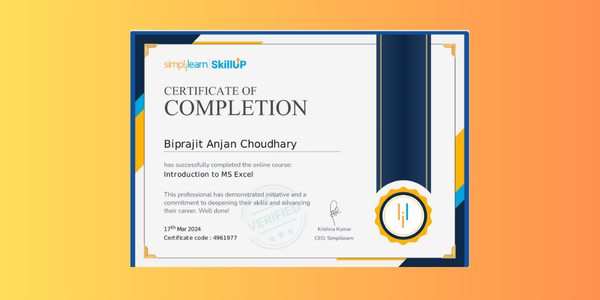 simplilearn | SkillUP
CERTIFICATE OF
COMPLETION
Biprajit Anjan Choudhary
has successfully completed the online course:
Introduction to MS Excel
This professional has demonstrated initiative and a
commitment to deepening their skills and advancing
their career. Well done!
VERIFIED
17th Mar 2024
Certificate code : 4961977
Krishna Kumar
CEO, Simplilearn